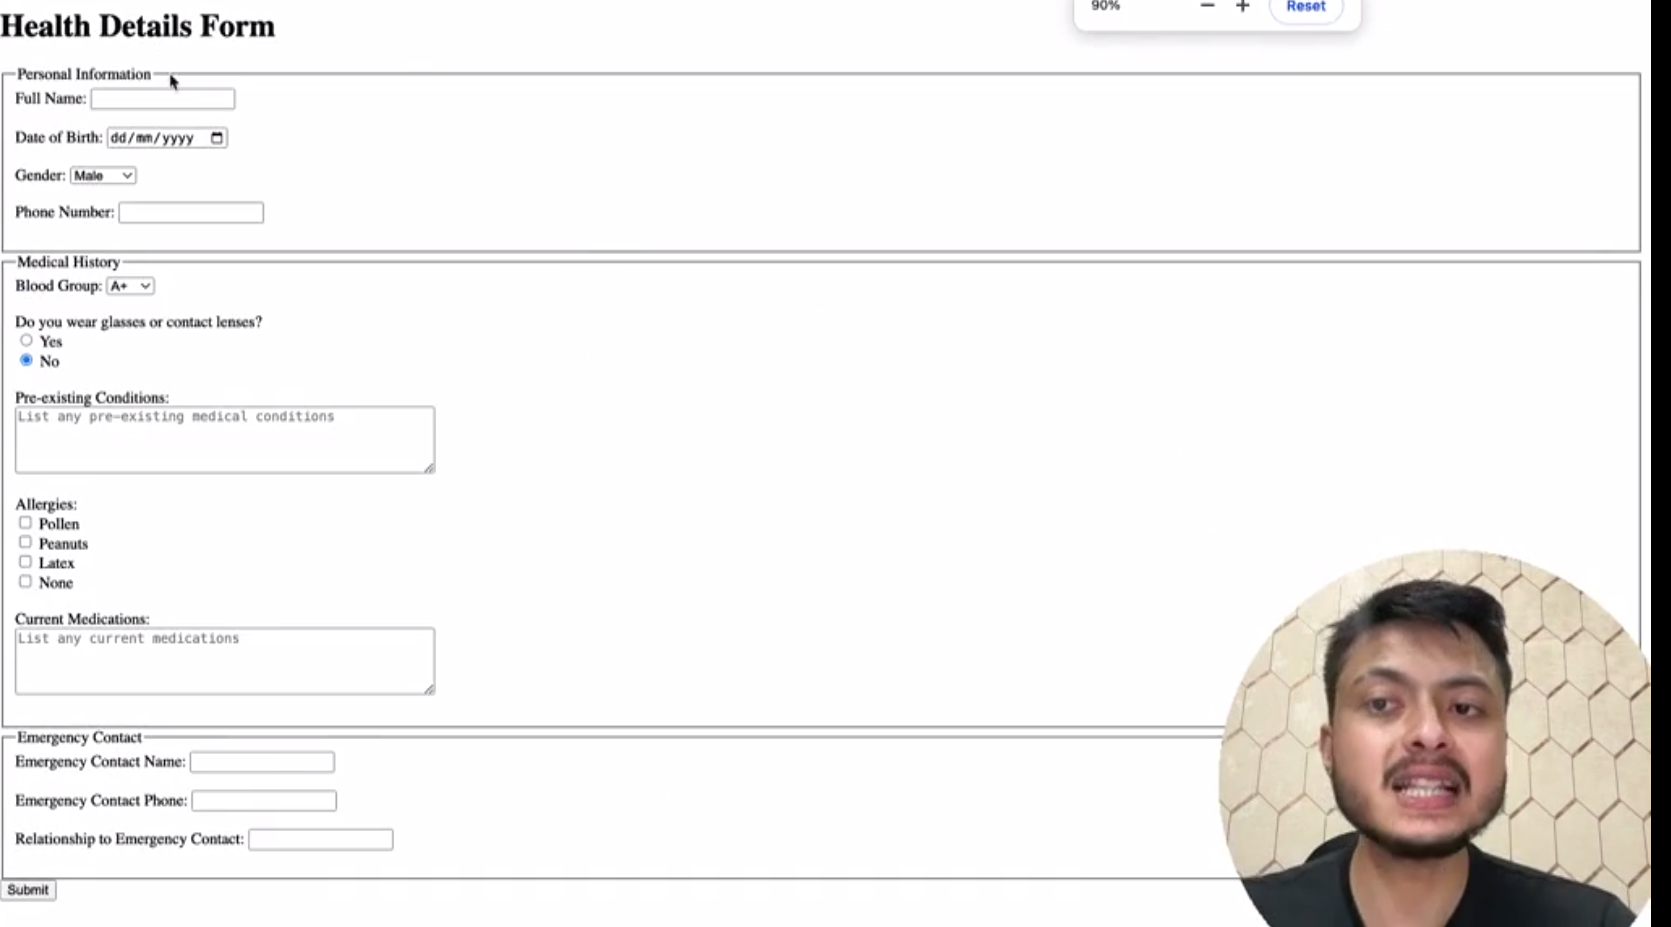 90% − + Reset
Health Details Form
Personal Information
Full Name:
Date of Birth: dd/mm/yyyy
Gender: Male
Phone Number:
Medical History
Blood Group: A+
Do you wear glasses or contact lenses?
Yes
No
Pre-existing Conditions:
List any pre-existing medical conditions
Allergies:
Pollen
Peanuts
Latex
None
Current Medications:
List any current medications
Emergency Contact
Emergency Contact Name:
Emergency Contact Phone:
Relationship to Emergency Contact:
Submit